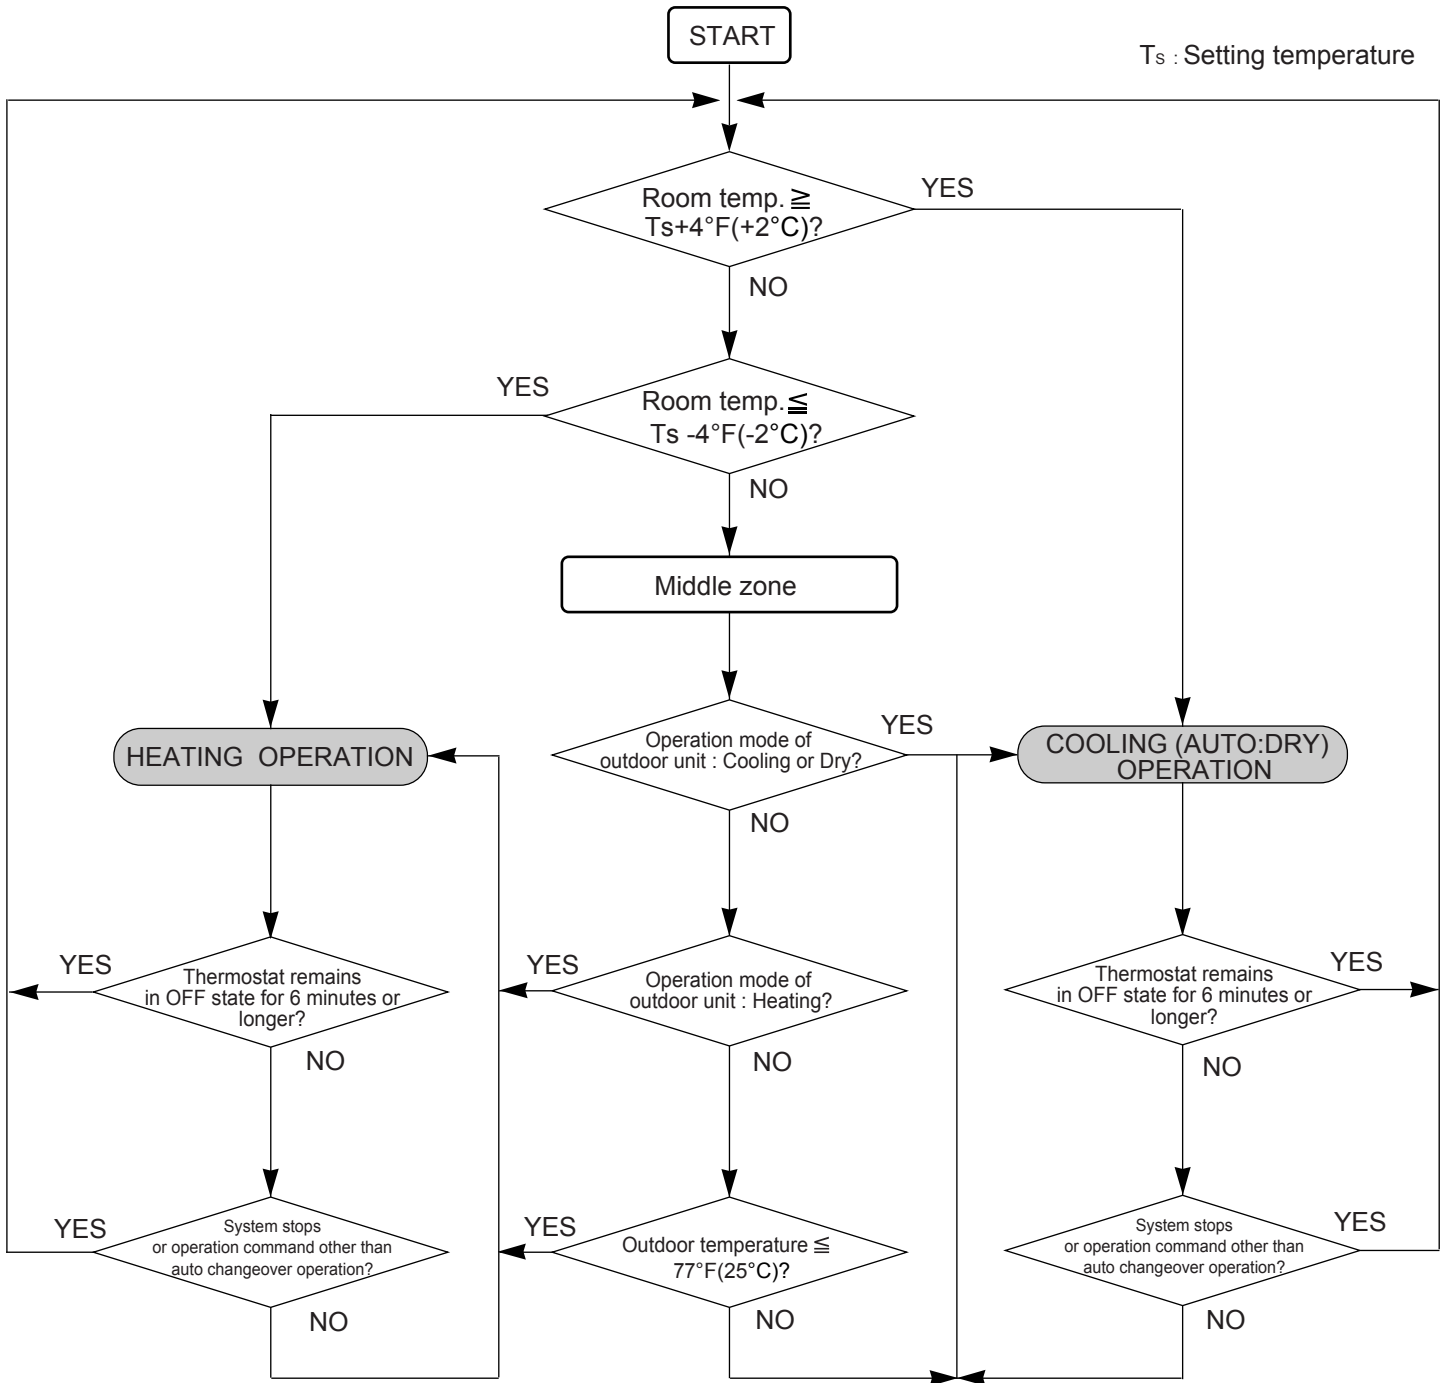 START
Ts : Setting temperature
Room temp. ≧
Ts+4°F(+2°C)?
YES
NO
Room temp.≦
Ts -4°F(-2°C)?
YES
NO
Middle zone
HEATING OPERATION
Operation mode of
outdoor unit : Cooling or Dry?
YES
NO
COOLING (AUTO:DRY)
OPERATION
YES
Thermostat remains
in OFF state for 6 minutes or
longer?
NO
YES
Operation mode of
outdoor unit : Heating?
NO
Thermostat remains
in OFF state for 6 minutes or
longer?
YES
NO
YES
System stops
or operation command other than
auto changeover operation?
NO
YES
Outdoor temperature ≦
77°F(25°C)?
NO
System stops
or operation command other than
auto changeover operation?
YES
NO